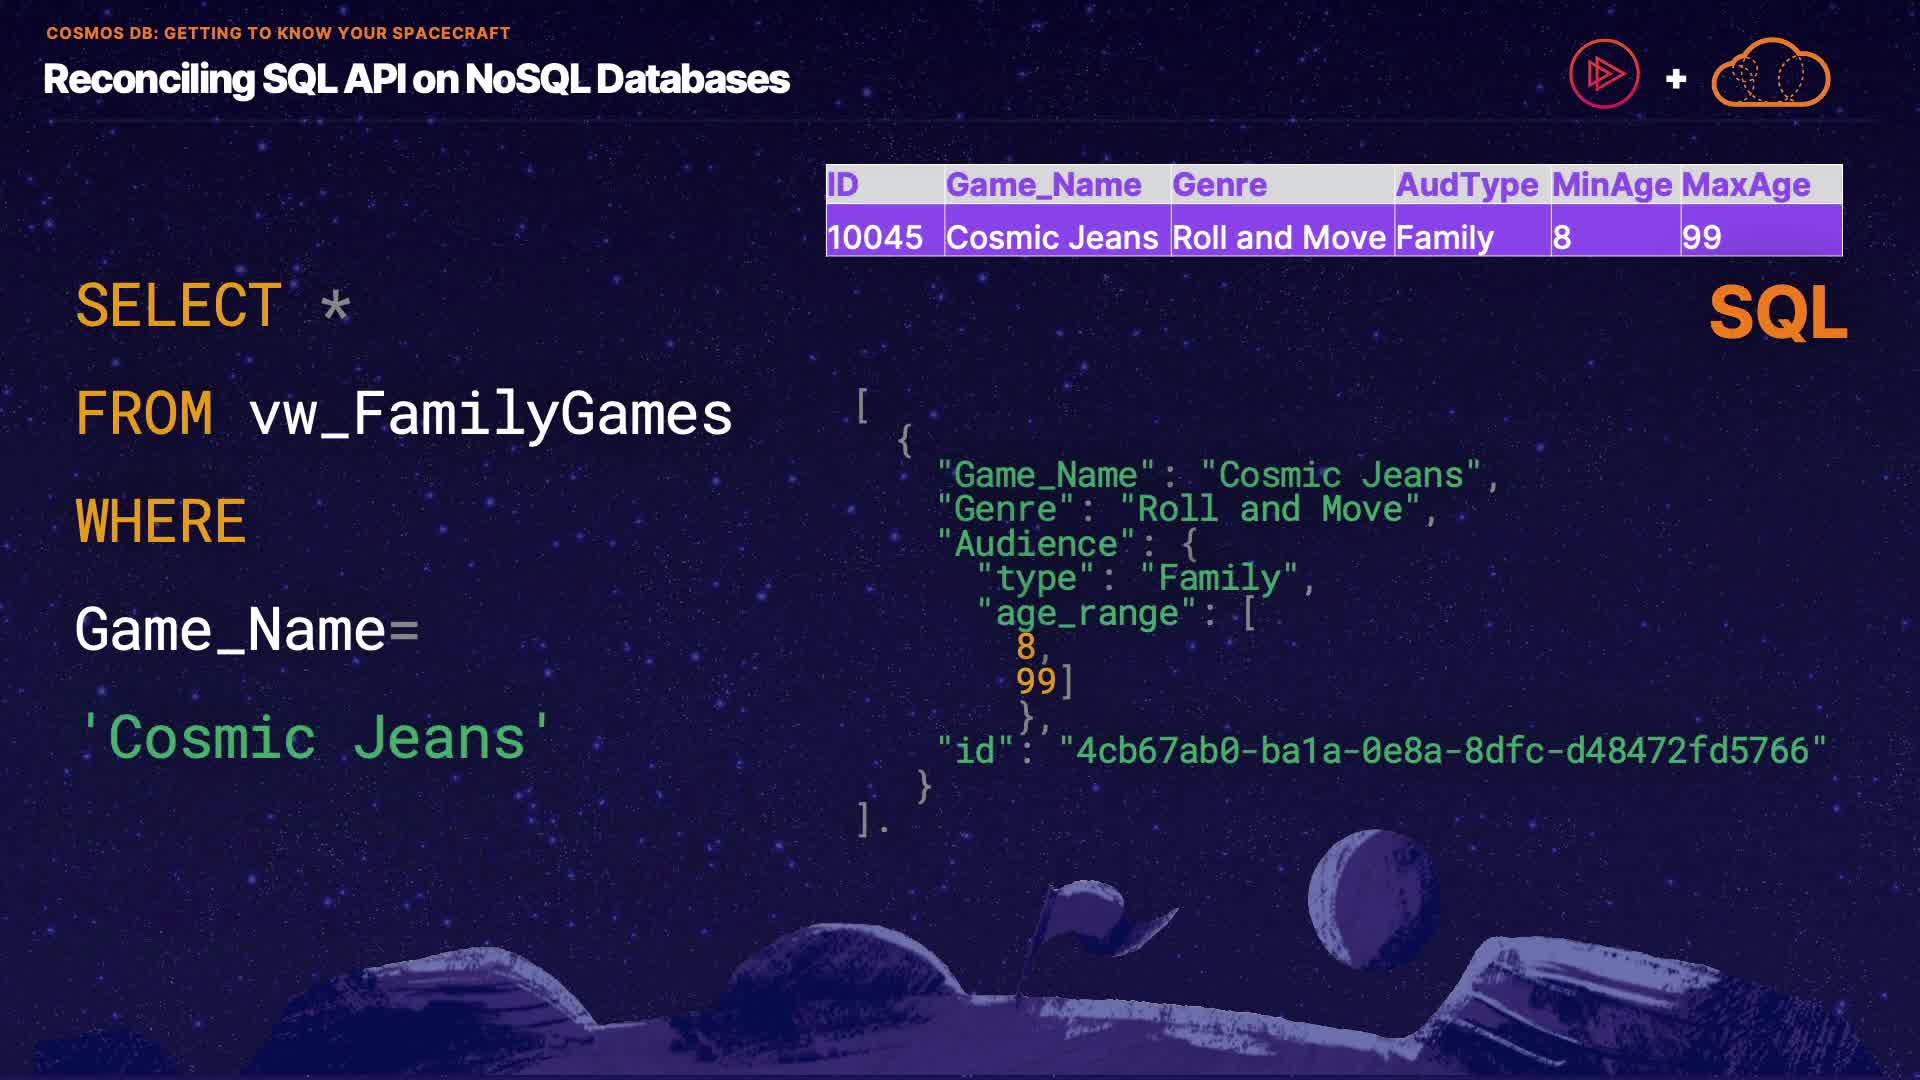 COSMOS DB: GETTING TO KNOW YOUR SPACECRAFT
Reconciling SQL API on NoSQL Databases
+
ID Game_Name Genre AudType MinAge MaxAge
10045 Cosmic Jeans Roll and Move Family 8 99
SQL
SELECT *
FROM vw_FamilyGames
WHERE
Game_Name=
'Cosmic Jeans'
[
{
"Game_Name": "Cosmic Jeans",
"Genre": "Roll and Move",
"Audience": {
"type": "Family",
"age_range": [
8,
99]
},
"id": "4cb67ab0-ba1a-0e8a-8dfc-d48472fd5766"
}
].